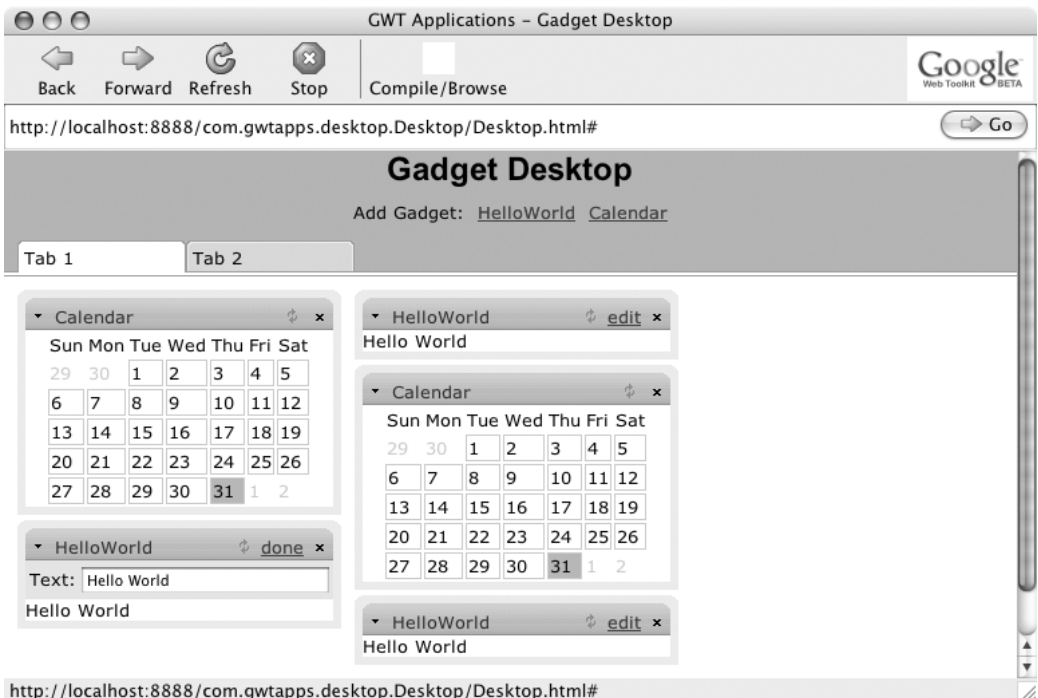 GWT Applications – Gadget Desktop
Back Forward Refresh Stop Compile/Browse
Google
Web Toolkit BETA
http://localhost:8888/com.gwtapps.desktop.Desktop/Desktop.html#
Go
Gadget Desktop
Add Gadget: HelloWorld Calendar
Tab 1 Tab 2
Calendar
Sun Mon Tue Wed Thu Fri Sat
29 30 1 2 3 4 5
6 7 8 9 10 11 12
13 14 15 16 17 18 19
20 21 22 23 24 25 26
27 28 29 30 31 1 2
HelloWorld done
Text: Hello World
Hello World
HelloWorld edit
Hello World
Calendar
Sun Mon Tue Wed Thu Fri Sat
29 30 1 2 3 4 5
6 7 8 9 10 11 12
13 14 15 16 17 18 19
20 21 22 23 24 25 26
27 28 29 30 31 1 2
HelloWorld edit
Hello World
http://localhost:8888/com.gwtapps.desktop.Desktop/Desktop.html#